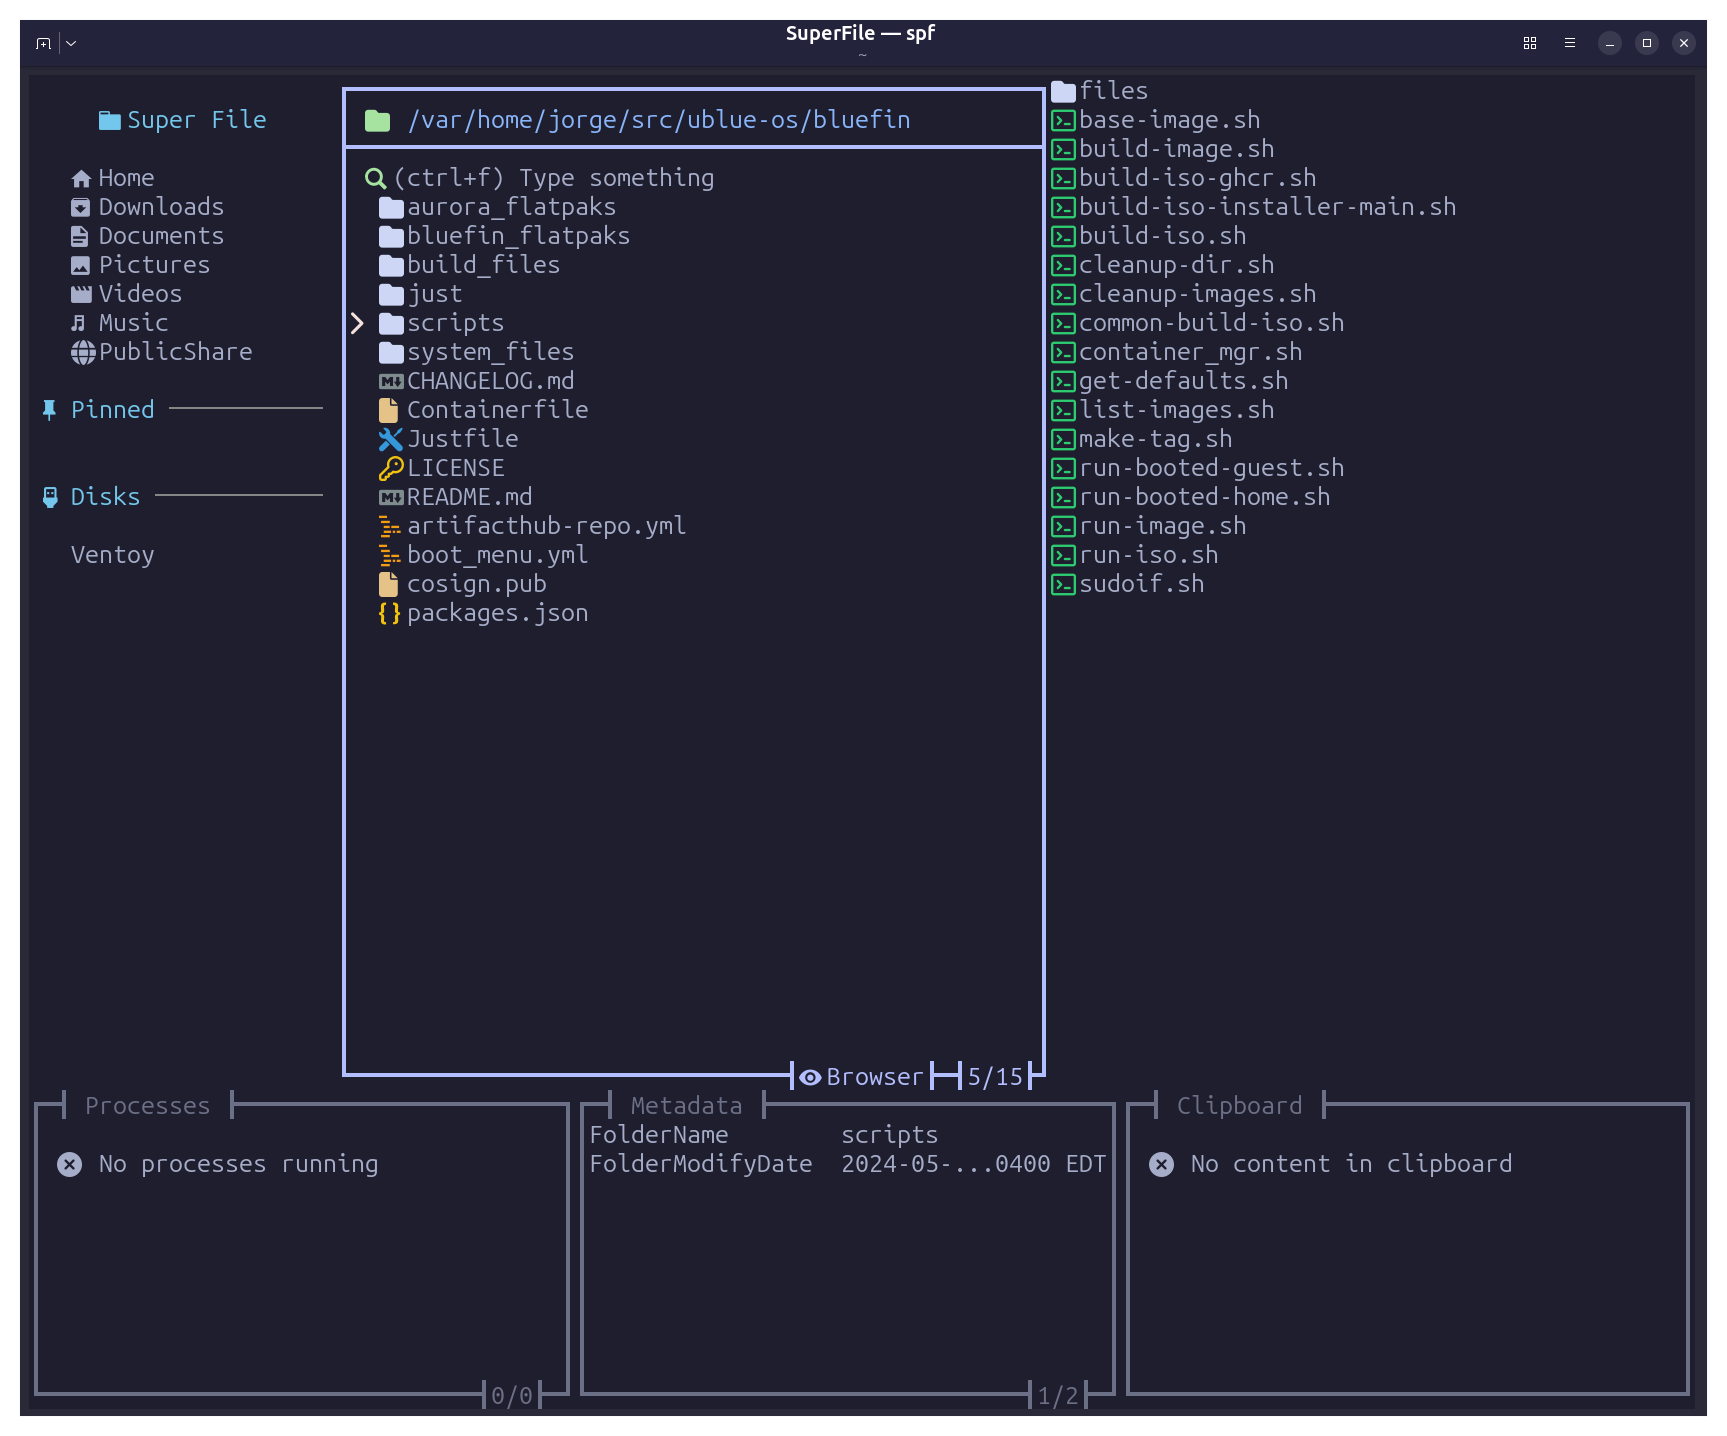 SuperFile — spf
~
Super File
Home
Downloads
Documents
Pictures
Videos
Music
PublicShare
Pinned
Disks
Ventoy
/var/home/jorge/src/ublue-os/bluefin
(ctrl+f) Type something
aurora_flatpaks
bluefin_flatpaks
build_files
just
scripts
system_files
CHANGELOG.md
Containerfile
Justfile
LICENSE
README.md
artifacthub-repo.yml
boot_menu.yml
cosign.pub
packages.json
Browser 5/15
files
base-image.sh
build-image.sh
build-iso-ghcr.sh
build-iso-installer-main.sh
build-iso.sh
cleanup-dir.sh
cleanup-images.sh
common-build-iso.sh
container_mgr.sh
get-defaults.sh
list-images.sh
make-tag.sh
run-booted-guest.sh
run-booted-home.sh
run-image.sh
run-iso.sh
sudoif.sh
Processes
No processes running
0/0
Metadata
FolderName scripts
FolderModifyDate 2024-05-...0400 EDT
1/2
Clipboard
No content in clipboard